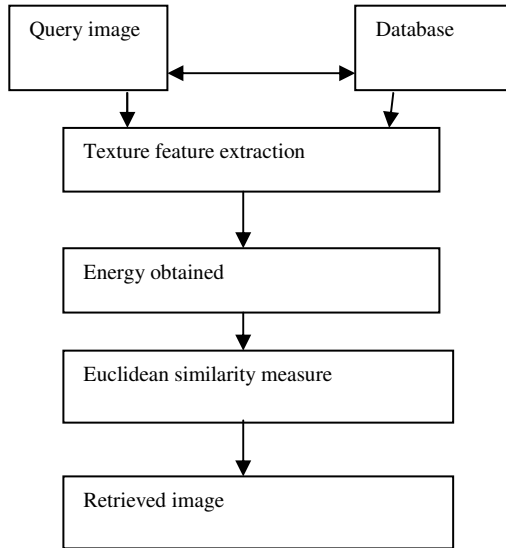 Query image
Database
Texture feature extraction
Energy obtained
Euclidean similarity measure
Retrieved image